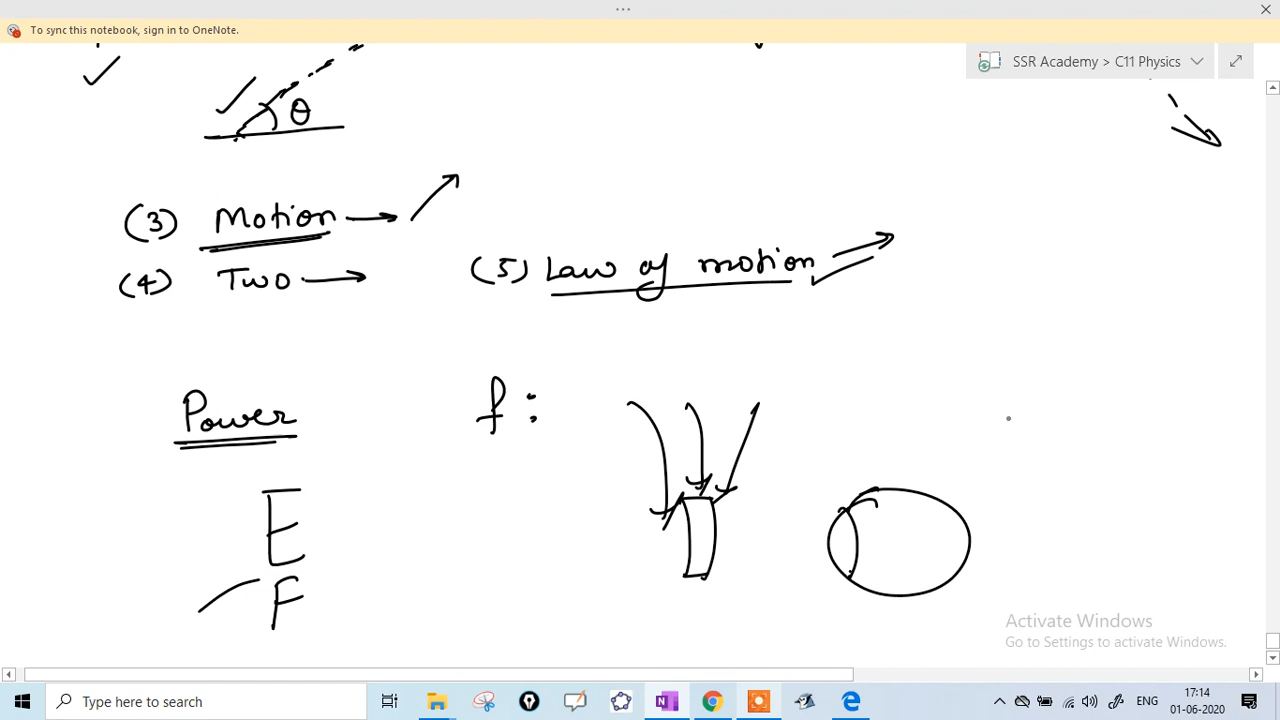 ...
To sync this notebook, sign in to OneNote.
SSR Academy > C11 Physics
θ
(3) Motion
(4) Two
(5) Law of motion
Power
f :
E
F
Activate Windows
Go to Settings to activate Windows.
Type here to search
ENG
17:14
01-06-2020